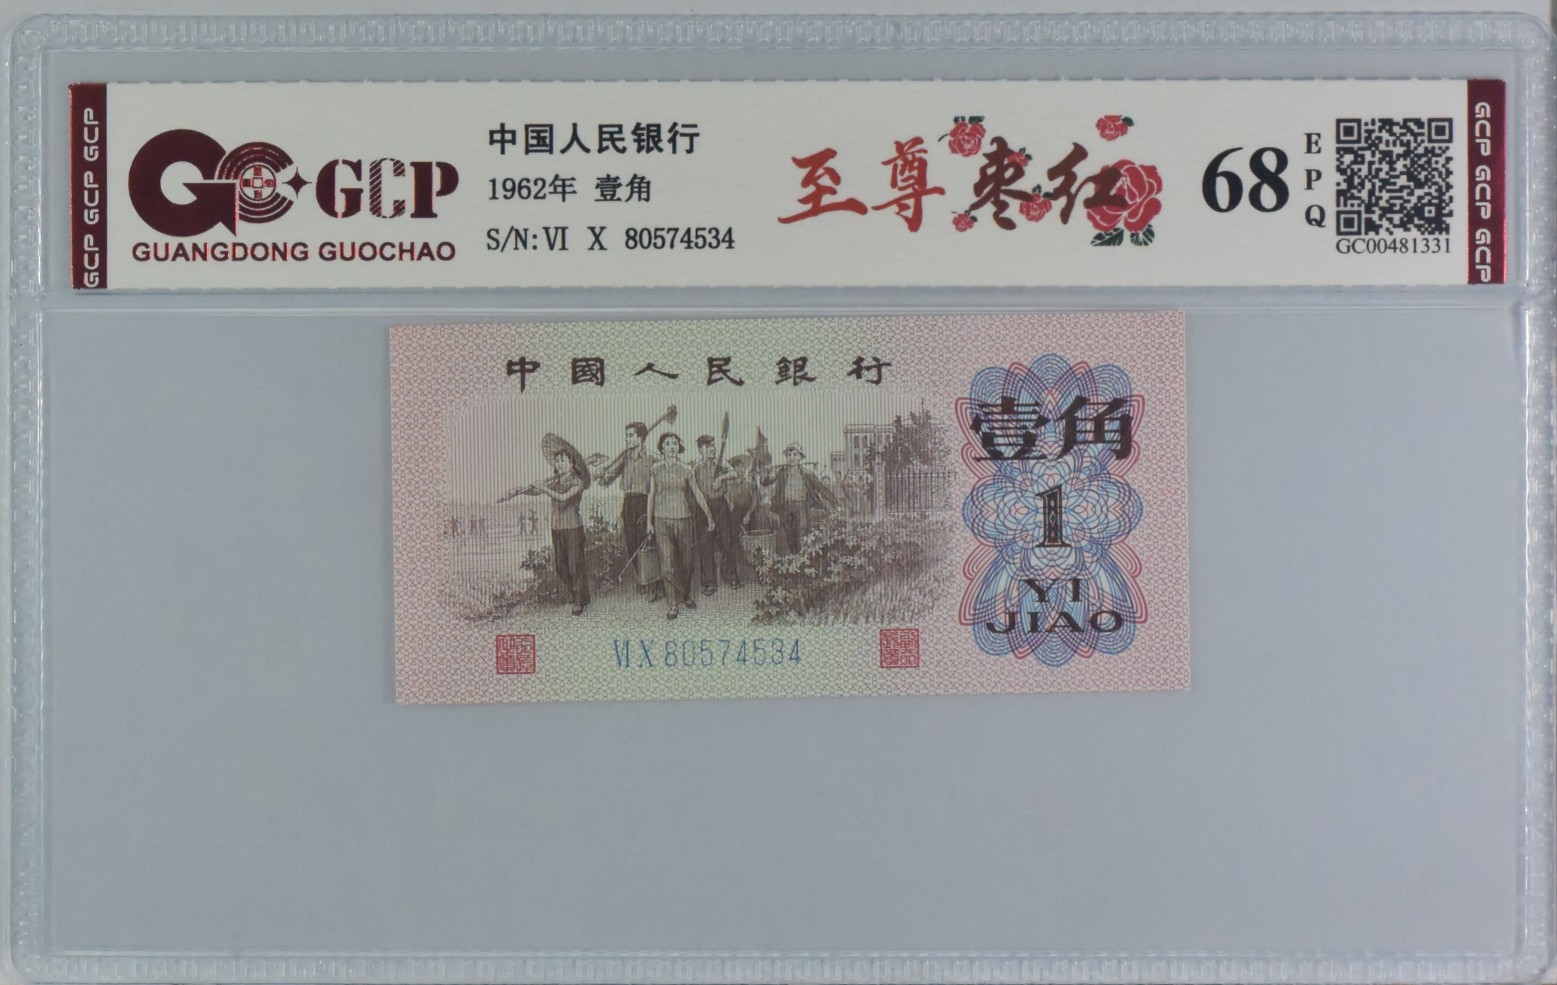 GCP GCP GCP
GCP
GUANGDONG GUOCHAO
中国人民银行
1962年 壹角
S/N:VI X 80574534
至尊枣红
68
EPQ
GC00481331
GCP GCP GCP
中國人民銀行
壹角
1
YI
JIAO
VI X 80574534